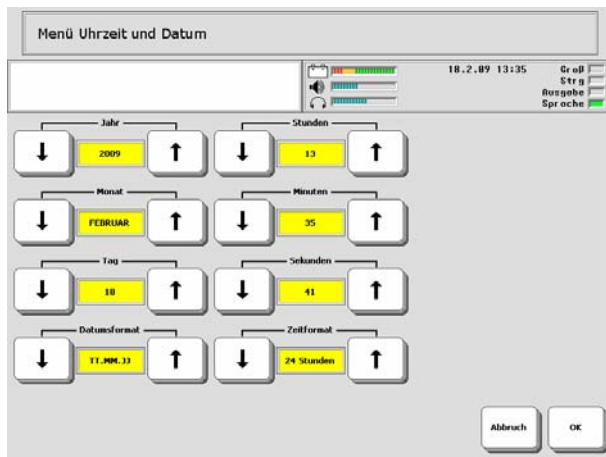 Menü Uhrzeit und Datum
18.2.09 13:35
Groß
Strg
Ausgabe
Sprache
Jahr
Stunden
2009
13
Monat
Minuten
FEBRUAR
35
Tag
Sekunden
18
41
Datumsformat
Zeitformat
TT.MM.JJ
24 Stunden
Abbruch
OK